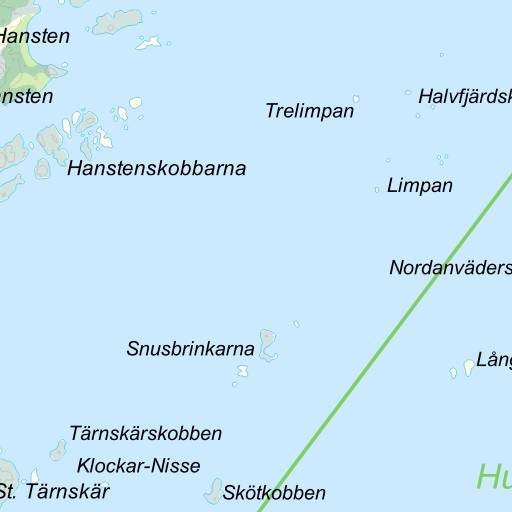 Hansten
nsten
Trelimpan
Halvfjärdsk
Hanstenskobbarna
Limpan
Nordanväders
Snusbrinkarna
Lång
Tärnskärskobben
Klockar-Nisse
St. Tärnskär
Skötkobben
Hu